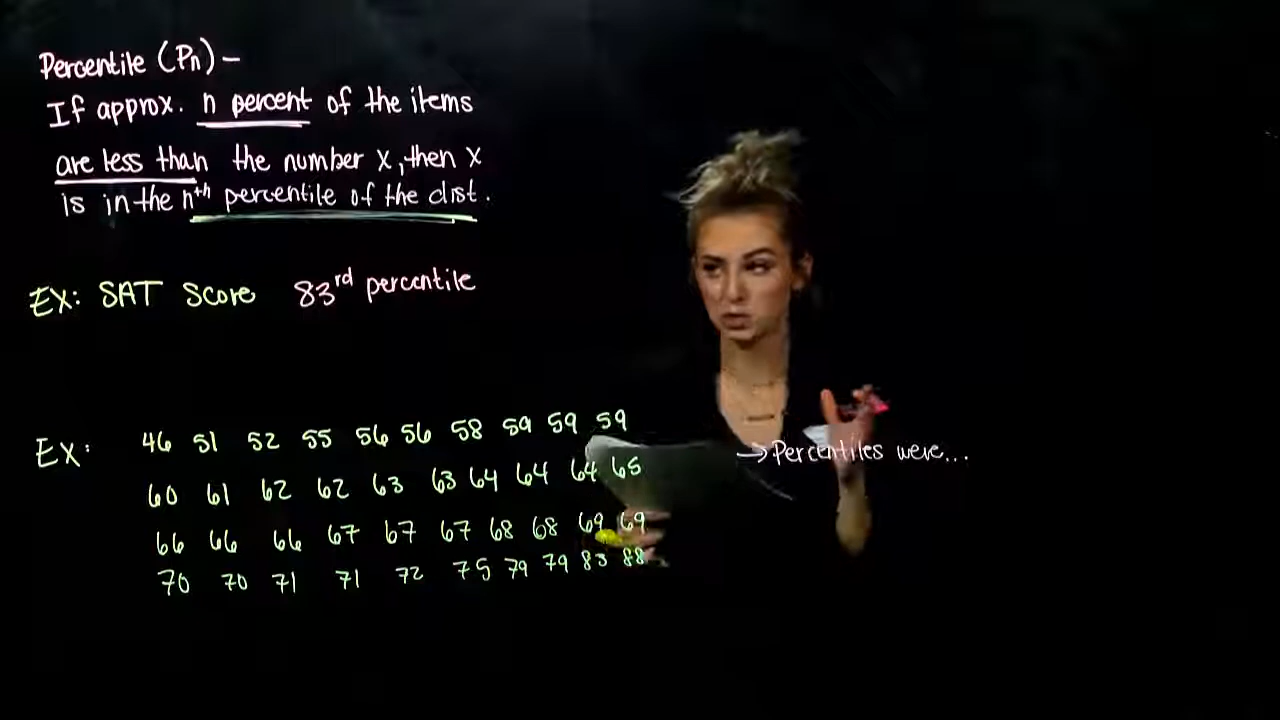 Percentile (Pn) –
If approx. n percent of the items
are less than the number x, then x
is in the nth percentile of the dist.
EX: SAT Score 83rd percentile
Ex: 46 51 52 55 56 56 58 59 59 59
60 61 62 62 63 63 64 64 64 65
66 66 66 67 67 67 68 68 69 69
70 70 71 71 72 75 79 79 83 88
→ Percentiles were...